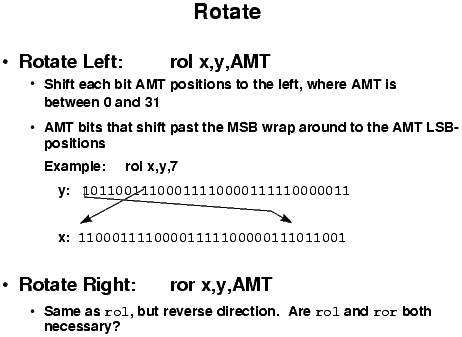 Rotate
• Rotate Left: rol x,y,AMT
• Shift each bit AMT positions to the left, where AMT is
between 0 and 31
• AMT bits that shift past the MSB wrap around to the AMT LSB-
positions
Example: rol x,y,7
y: 10110011100011110000111110000011
x: 11000111100001111100000111011001
• Rotate Right: ror x,y,AMT
• Same as rol, but reverse direction. Are rol and ror both
necessary?